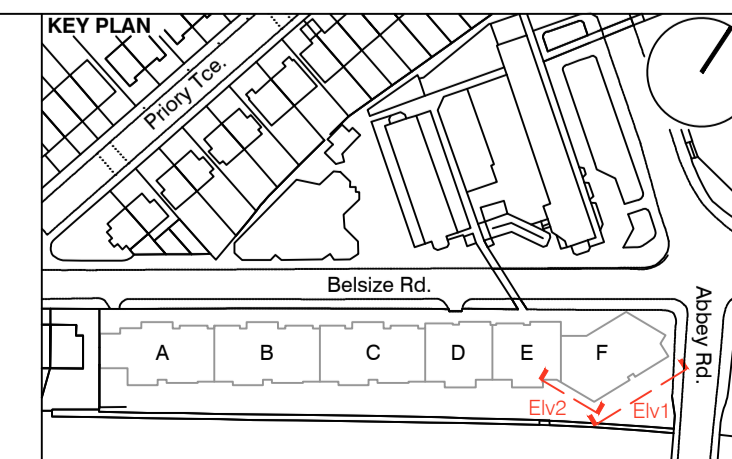 KEY PLAN
Priory Tce.
Belsize Rd.
Abbey Rd.
A B C D E F
Elv2 Elv1